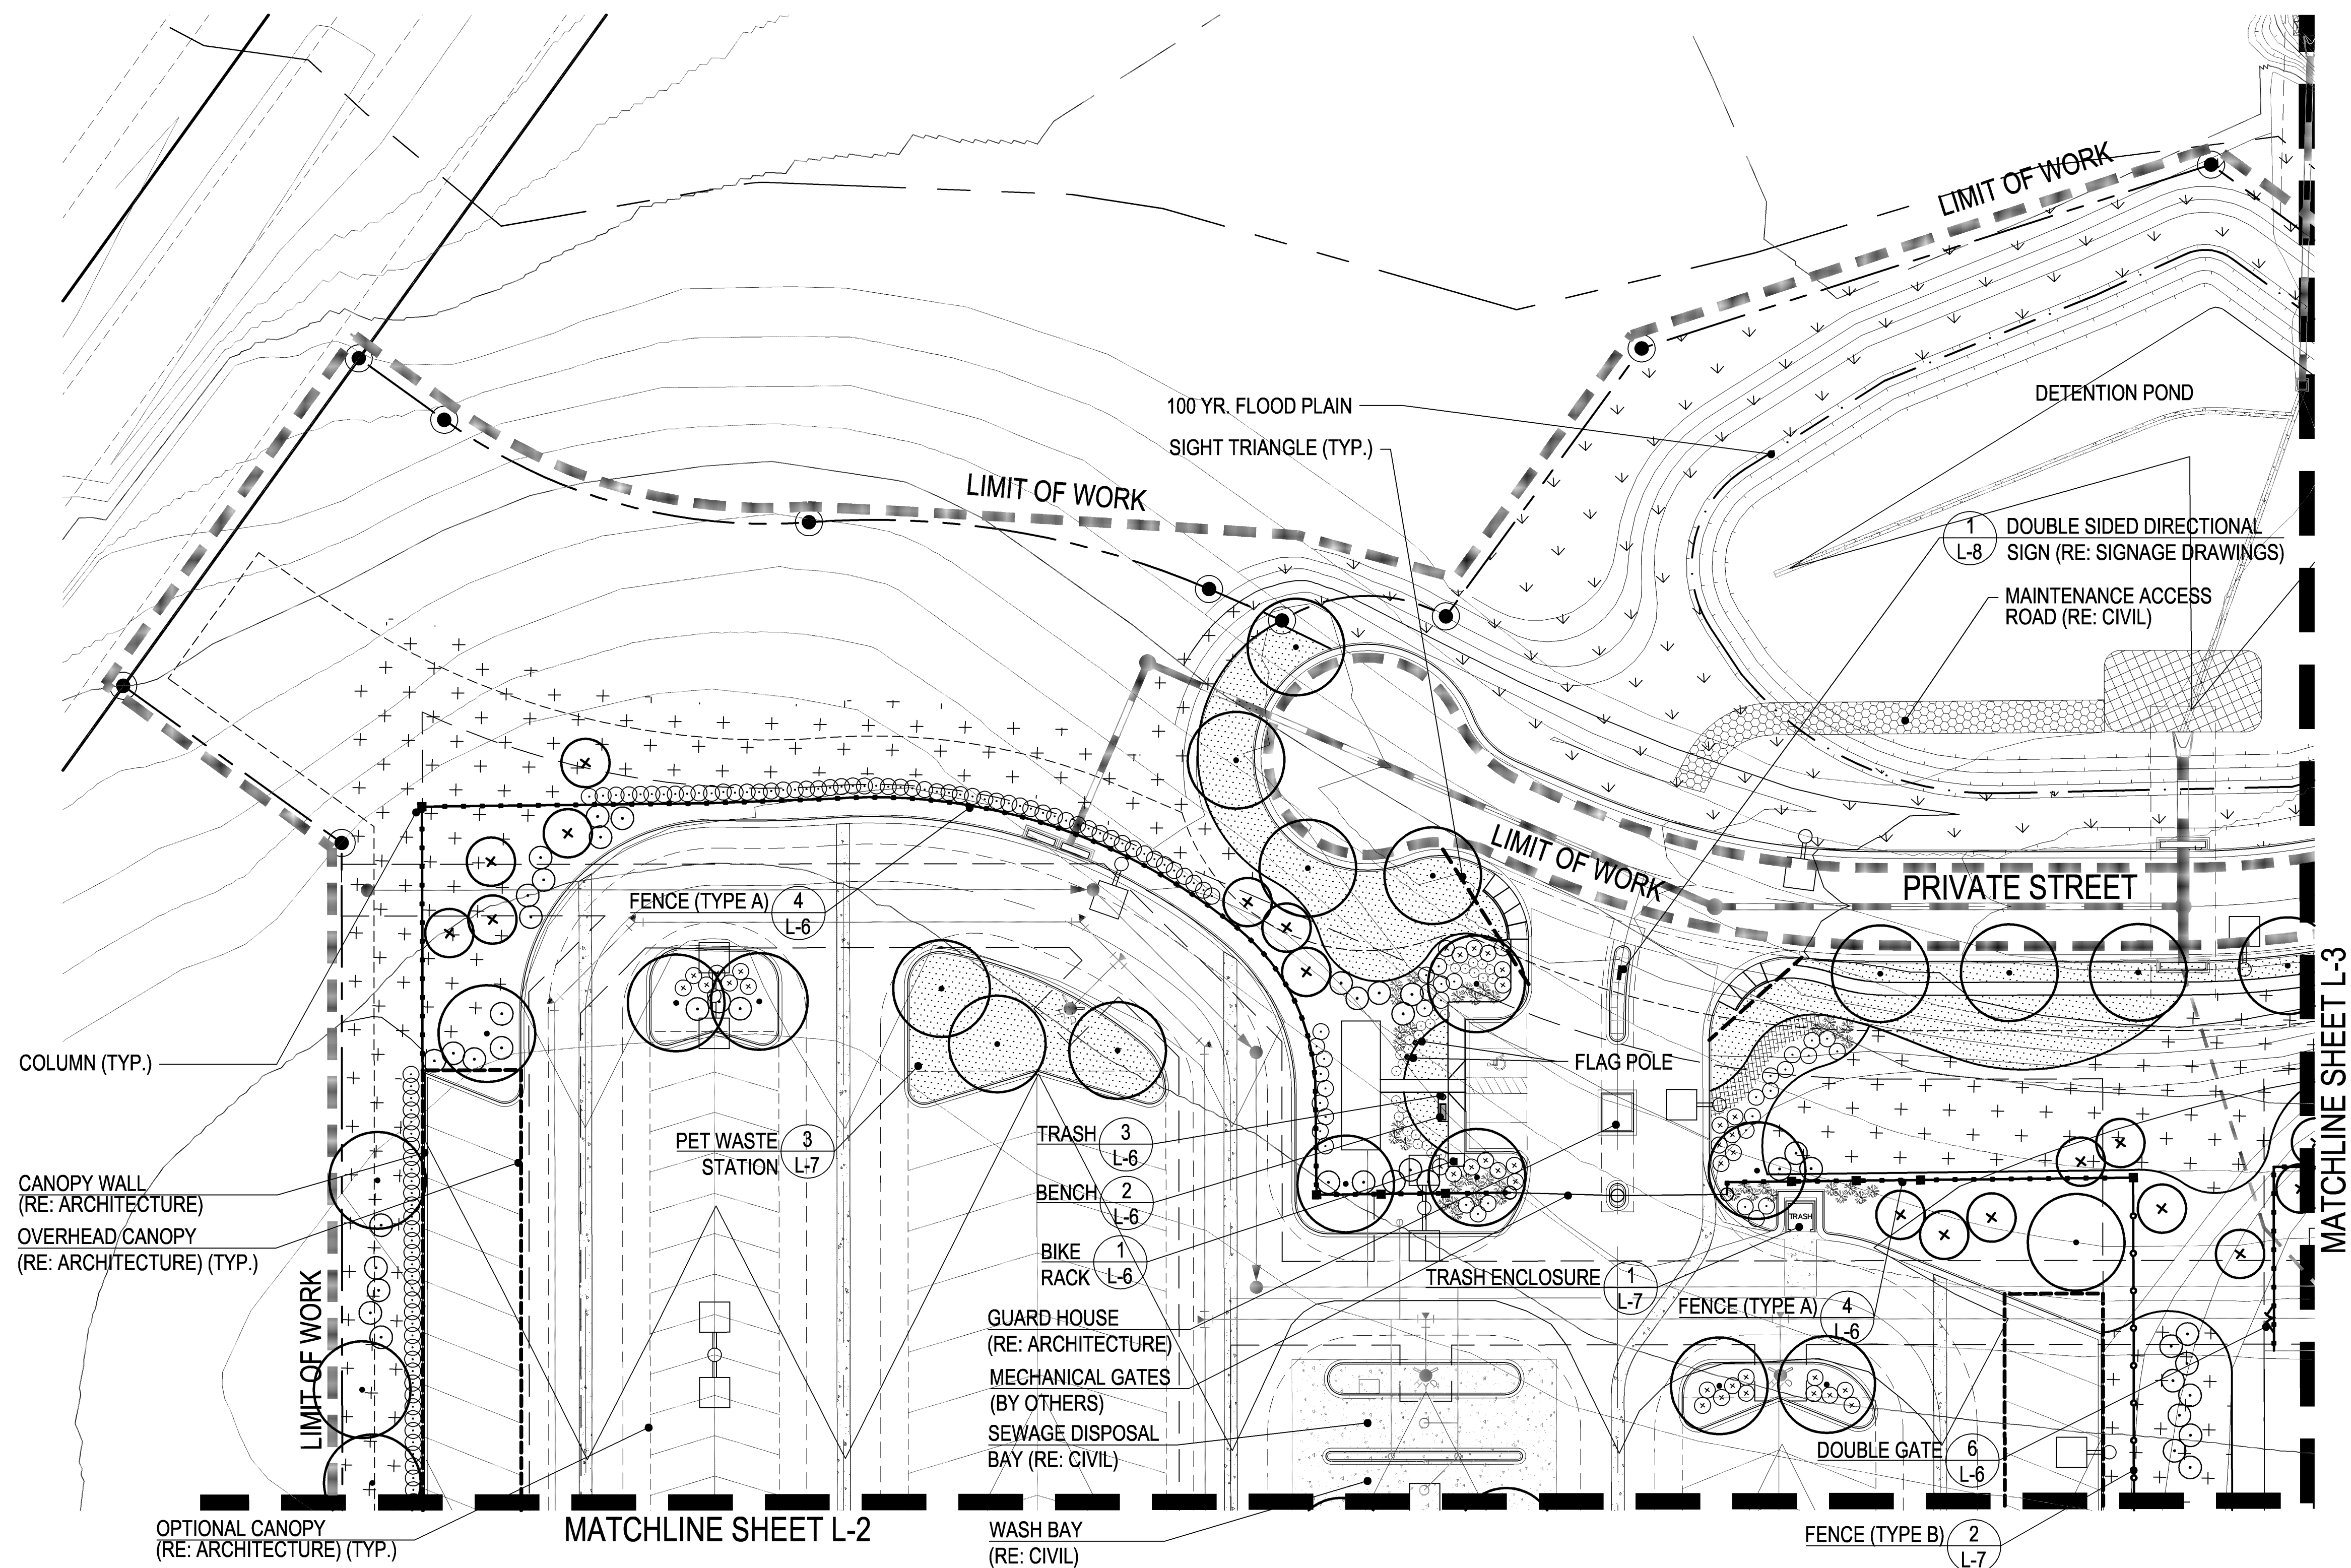 LIMIT OF WORK
100 YR. FLOOD PLAIN
DETENTION POND
SIGHT TRIANGLE (TYP.)
LIMIT OF WORK
1
L-8
DOUBLE SIDED DIRECTIONAL
SIGN (RE: SIGNAGE DRAWINGS)
MAINTENANCE ACCESS
ROAD (RE: CIVIL)
LIMIT OF WORK
PRIVATE STREET
FENCE (TYPE A)
4
L-6
MATCHLINE SHEET L-3
COLUMN (TYP.)
FLAG POLE
PET WASTE
STATION
3
L-7
TRASH
3
L-6
CANOPY WALL
(RE: ARCHITECTURE)
BENCH
2
L-6
OVERHEAD CANOPY
(RE: ARCHITECTURE) (TYP.)
BIKE
RACK
1
L-6
TRASH
TRASH ENCLOSURE
1
L-7
LIMIT OF WORK
GUARD HOUSE
(RE: ARCHITECTURE)
FENCE (TYPE A)
4
L-6
MECHANICAL GATES
(BY OTHERS)
SEWAGE DISPOSAL
BAY (RE: CIVIL)
DOUBLE GATE
6
L-6
OPTIONAL CANOPY
(RE: ARCHITECTURE) (TYP.)
MATCHLINE SHEET L-2
WASH BAY
(RE: CIVIL)
FENCE (TYPE B)
2
L-7